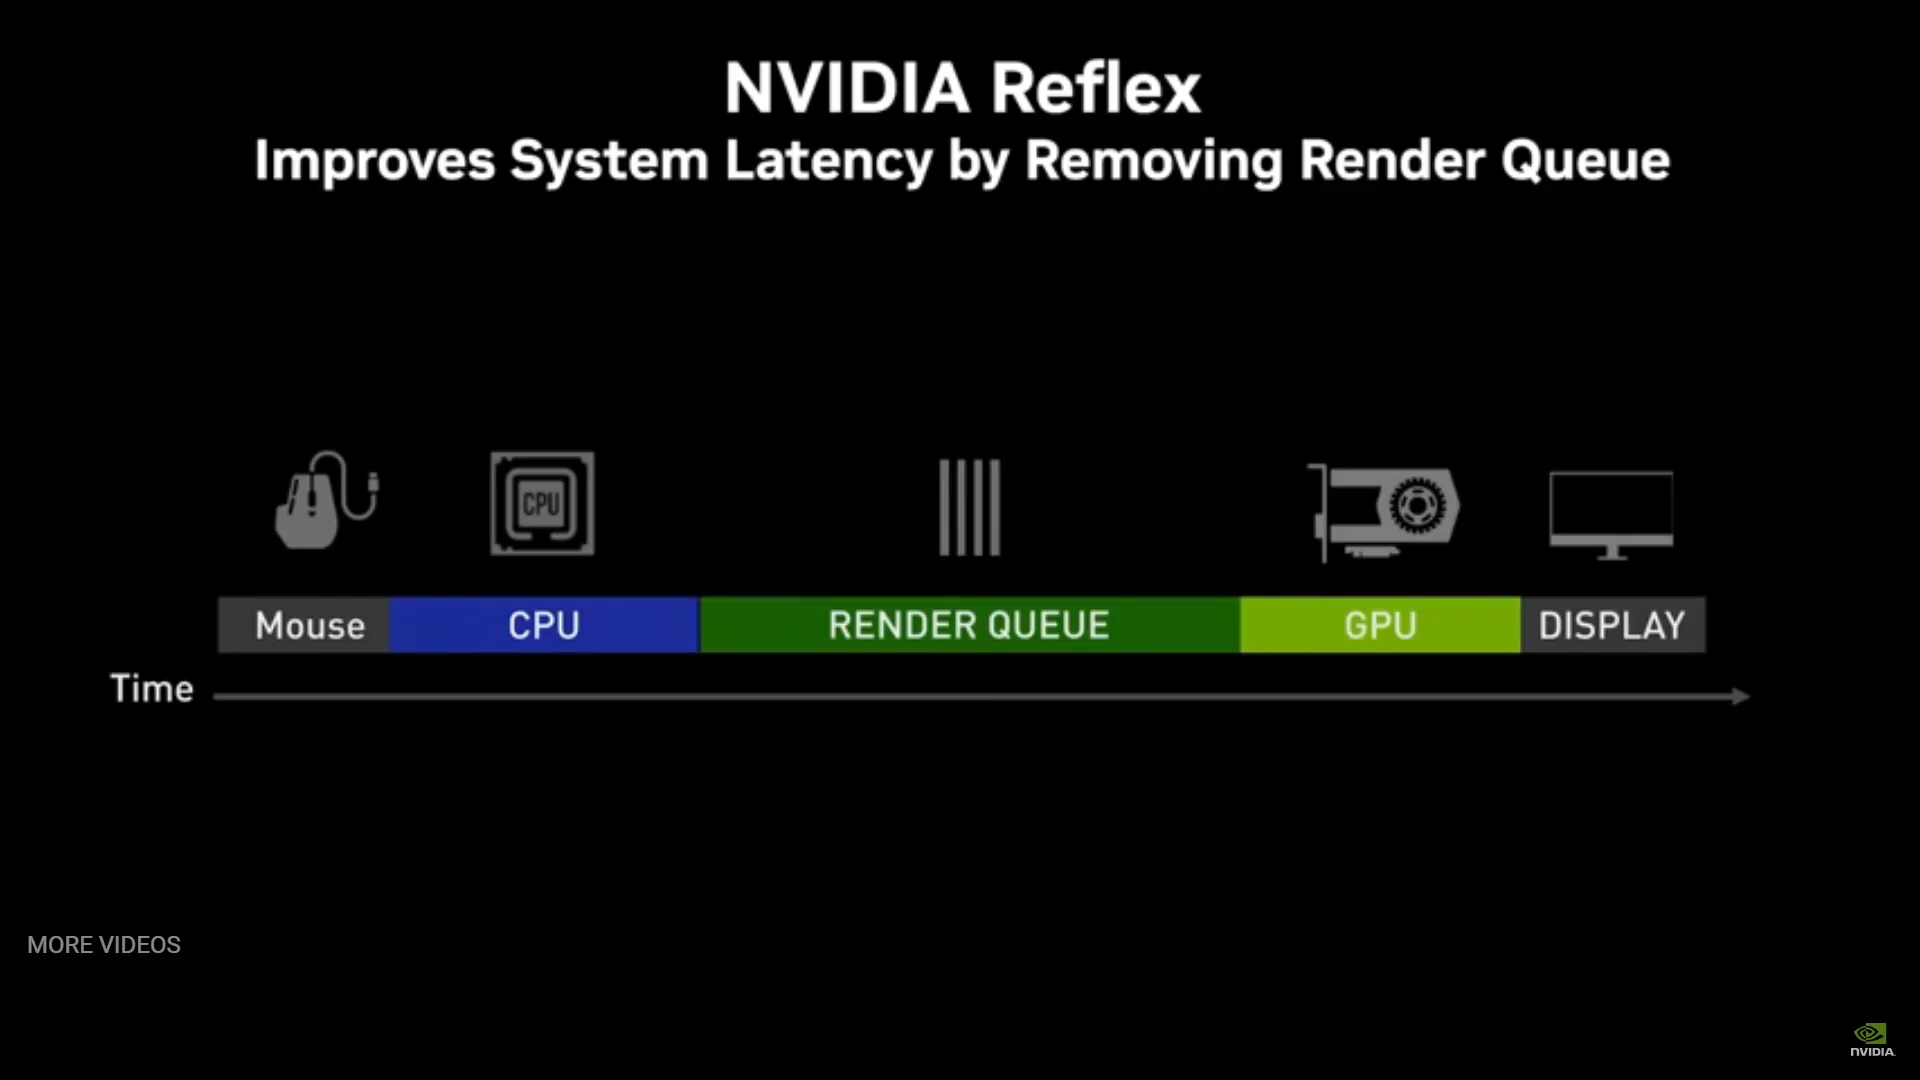 NVIDIA Reflex
Improves System Latency by Removing Render Queue
CPU
Mouse CPU RENDER QUEUE GPU DISPLAY
Time
MORE VIDEOS
NVIDIA